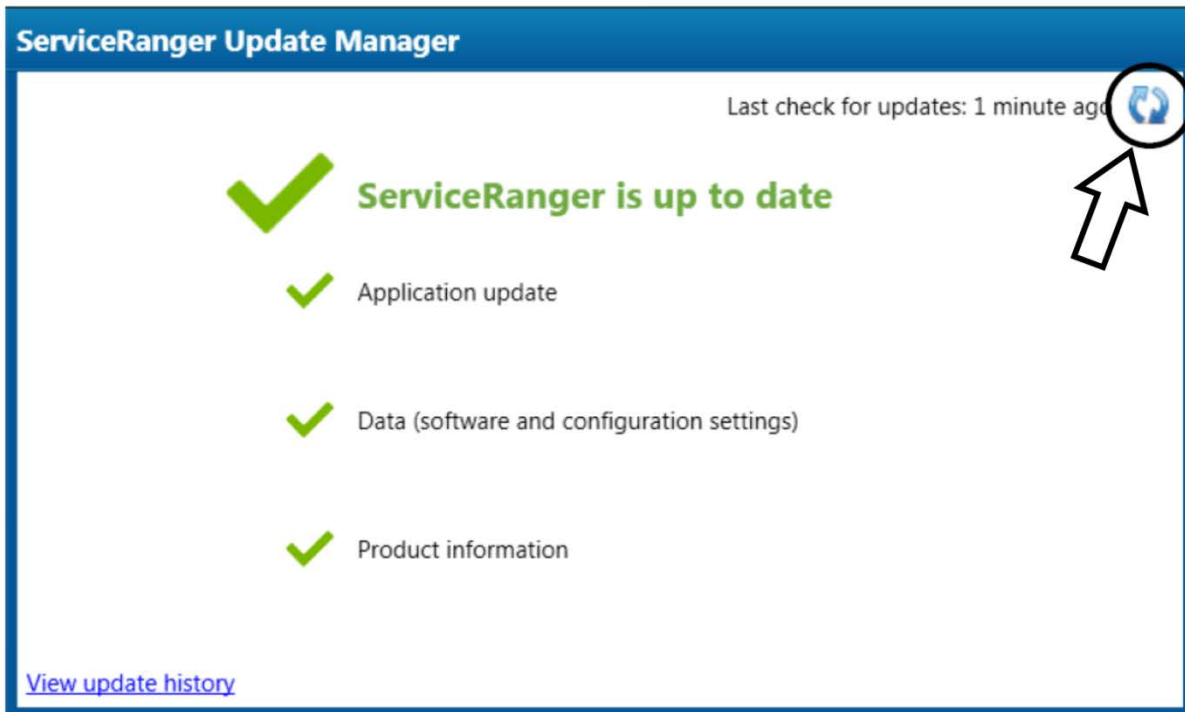 ServiceRanger Update Manager
Last check for updates: 1 minute ago
ServiceRanger is up to date
Application update
Data (software and configuration settings)
Product information
View update history